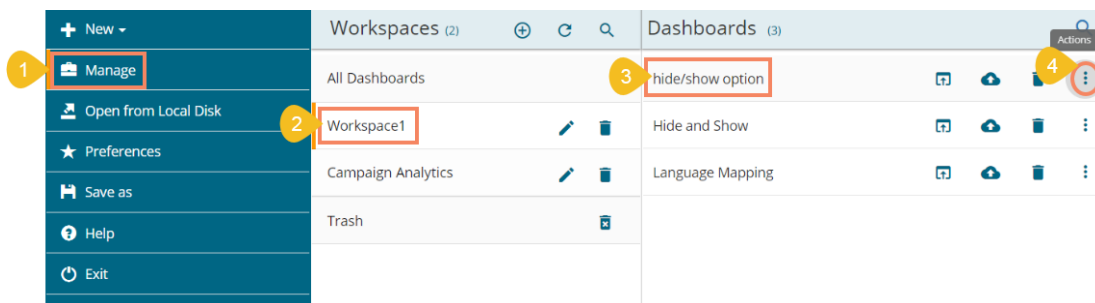 New
1
Manage
Open from Local Disk
Preferences
Save as
Help
Exit
Workspaces (2)
All Dashboards
2
Workspace1
Campaign Analytics
Trash
Dashboards (3)
Actions
3
hide/show option
4
Hide and Show
Language Mapping